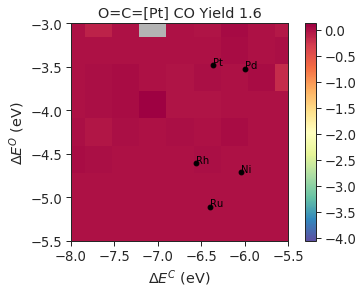 O=C=[Pt] CO Yield 1.6
−3.0
−3.5
−4.0
−4.5
−5.0
−5.5
ΔE^O (eV)
Pt
Pd
Rh
Ni
Ru
−8.0 −7.5 −7.0 −6.5 −6.0 −5.5
ΔE^C (eV)
0.0
−0.5
−1.0
−1.5
−2.0
−2.5
−3.0
−3.5
−4.0